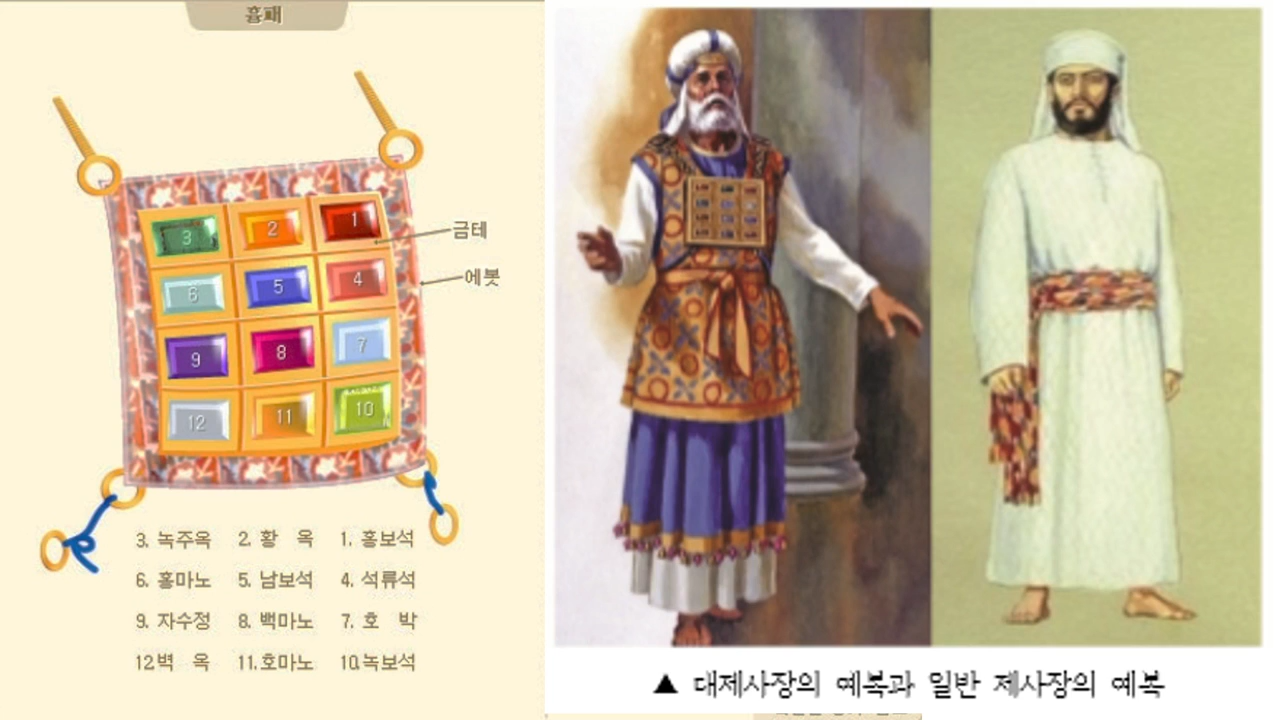 흉패
3
2
1
금테
6
5
4
에봇
9
8
7
12
11
10
3. 녹주옥 2. 황 옥 1. 홍보석
6. 홍마노 5. 남보석 4. 석류석
9. 자수정 8. 백마노 7. 호 박
12.벽 옥 11.호마노 10.녹보석
▲ 대제사장의 예복과 일반 제사장의 예복